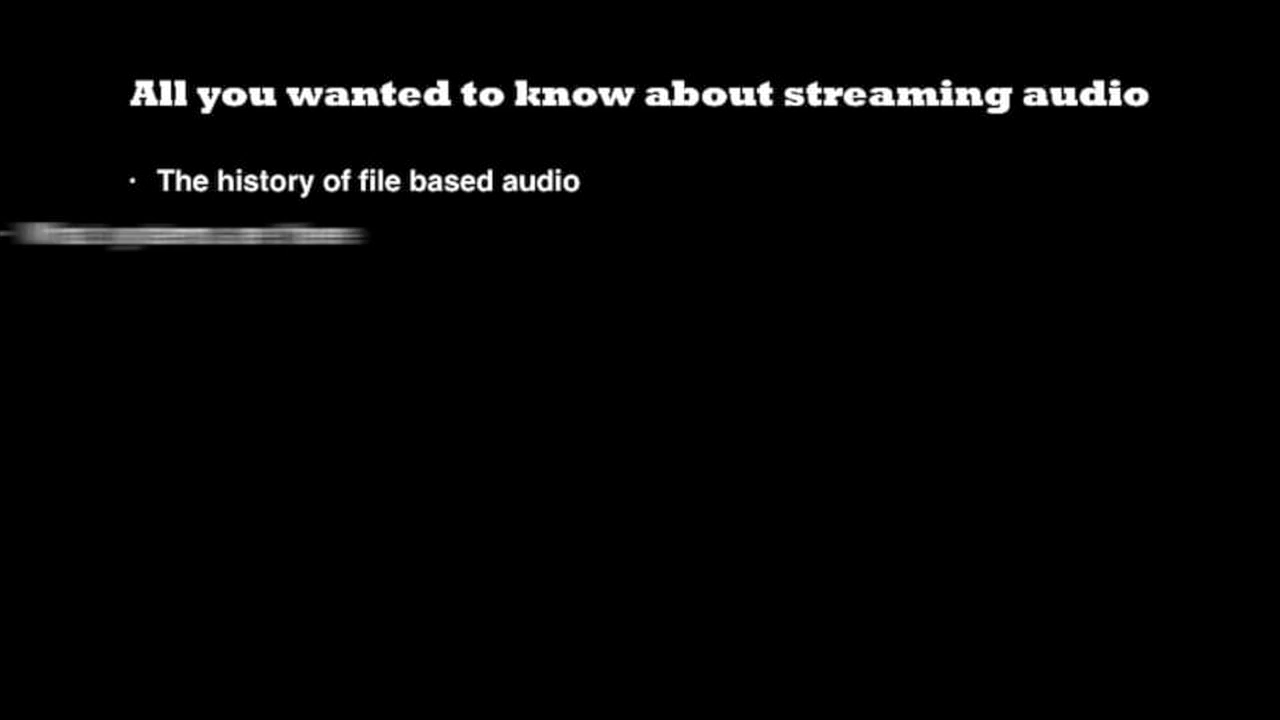 All you wanted to know about streaming audio
· The history of file based audio